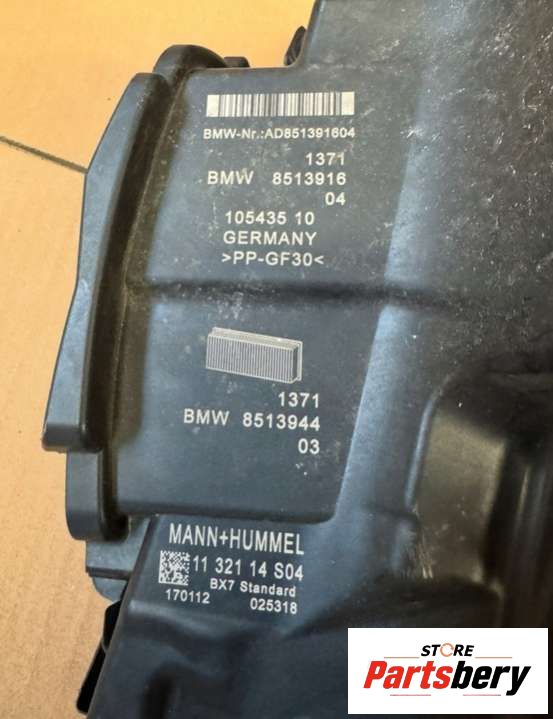 BMW-Nr.:AD851391604
1371
BMW 8513916
04
105435 10
GERMANY
>PP-GF30<
1371
BMW 8513944
03
MANN+HUMMEL
11 321 14 S04
BX7 Standard
170112 025318
STORE
Partsbery